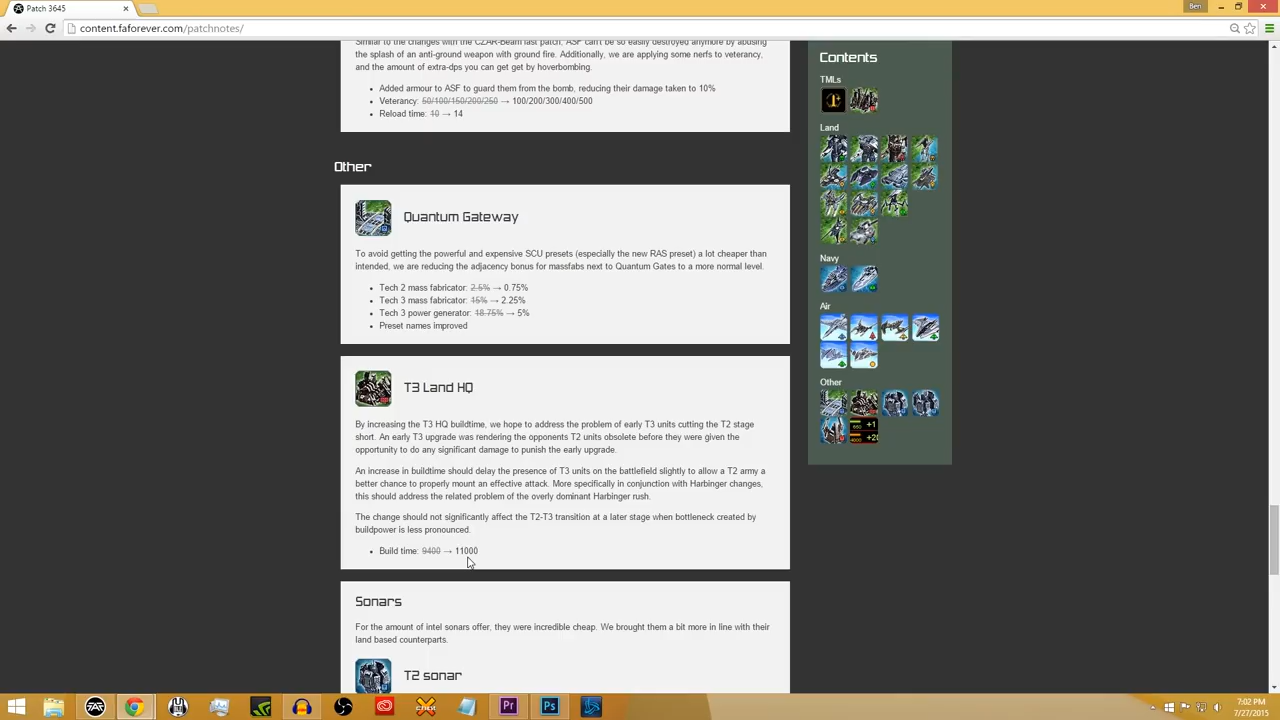 Patch 3645
Ben
content.faforever.com/patchnotes/
Similar to the changes with the CZAR-Beam last patch, ASF can't be so easily destroyed anymore by abusing
the splash of an anti-ground weapon with ground fire. Additionally, we are applying some nerfs to veterancy,
and the amount of extra-dps you can get get by hoverbombing.
• Added armour to ASF to guard them from the bomb, reducing their damage taken to 10%
• Veterancy: 50/100/150/200/250 → 100/200/300/400/500
• Reload time: 10 → 14
Other
Quantum Gateway
To avoid getting the powerful and expensive SCU presets (especially the new RAS preset) a lot cheaper than
intended, we are reducing the adjacency bonus for massfabs next to Quantum Gates to a more normal level.
• Tech 2 mass fabricator: 2.5% → 0.75%
• Tech 3 mass fabricator: 15% → 2.25%
• Tech 3 power generator: 18.75% → 5%
• Preset names improved
T3 Land HQ
By increasing the T3 HQ buildtime, we hope to address the problem of early T3 units cutting the T2 stage
short. An early T3 upgrade was rendering the opponents T2 units obsolete before they were given the
opportunity to do any significant damage to punish the early upgrade.
An increase in buildtime should delay the presence of T3 units on the battlefield slightly to allow a T2 army a
better chance to properly mount an effective attack. More specifically in conjunction with Harbinger changes,
this should address the related problem of the overly dominant Harbinger rush.
The change should not significantly affect the T2-T3 transition at a later stage when bottleneck created by
buildpower is less pronounced.
• Build time: 9400 → 11000
Sonars
For the amount of intel sonars offer, they were incredible cheap. We brought them a bit more in line with their
land based counterparts.
T2 sonar
Contents
TMLs
Land
Navy
Air
Other
+1
Pr
Ps
7:02 PM
7/27/2015